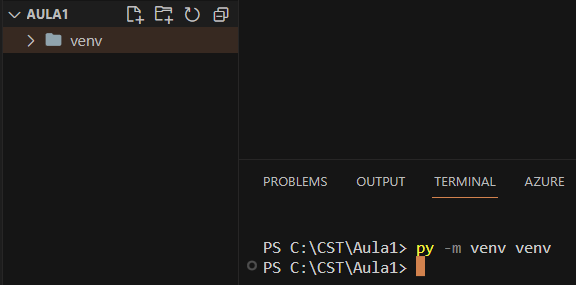 AULA1
venv
PROBLEMS OUTPUT TERMINAL AZURE
PS C:\CST\Aula1> py -m venv venv
PS C:\CST\Aula1>